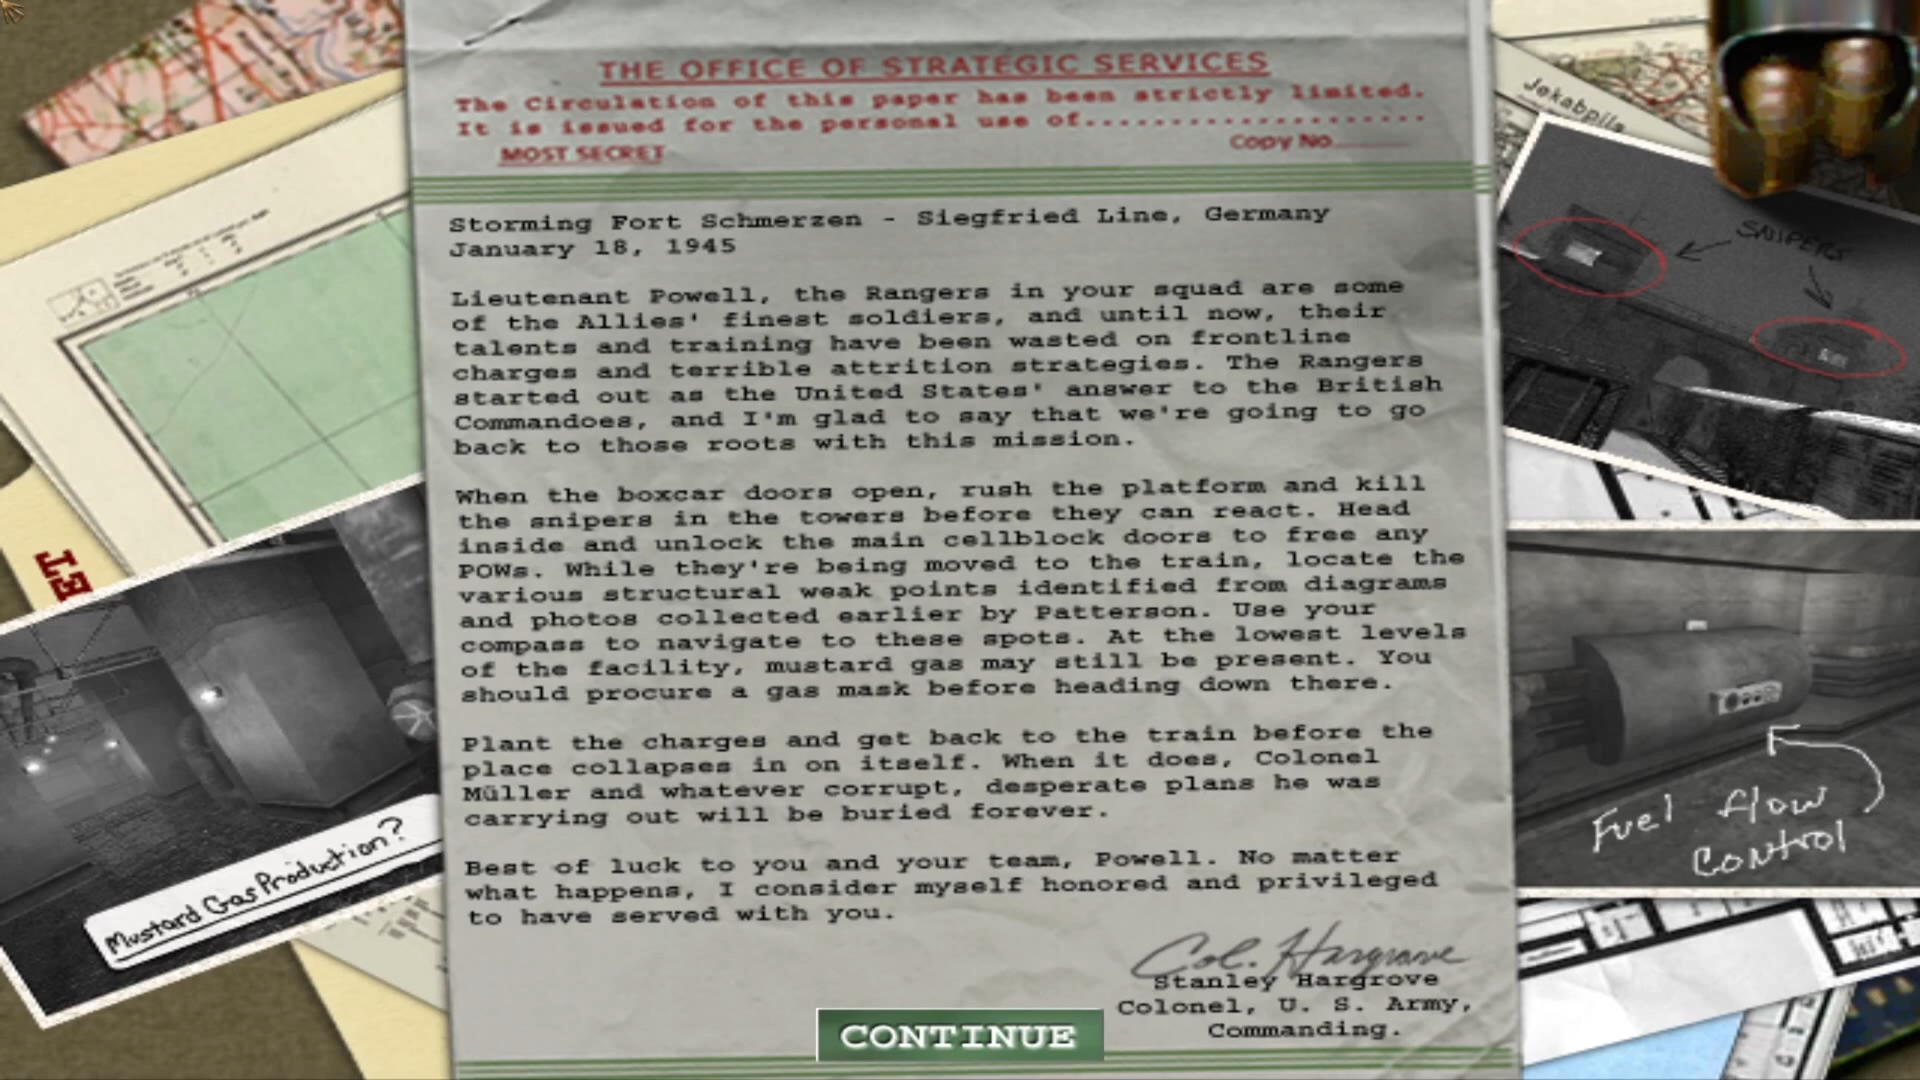 THE OFFICE OF STRATEGIC SERVICES
The Circulation of this paper has been strictly limited.
It is issued for the personal use of.....................
MOST SECRET
Copy No.
Storming Fort Schmerzen - Siegfried Line, Germany
January 18, 1945
Lieutenant Powell, the Rangers in your squad are some
of the Allies' finest soldiers, and until now, their
talents and training have been wasted on frontline
charges and terrible attrition strategies. The Rangers
started out as the United States' answer to the British
Commandoes, and I'm glad to say that we're going to go
back to those roots with this mission.
When the boxcar doors open, rush the platform and kill
the snipers in the towers before they can react. Head
inside and unlock the main cellblock doors to free any
POWs. While they're being moved to the train, locate the
various structural weak points identified from diagrams
and photos collected earlier by Patterson. Use your
compass to navigate to these spots. At the lowest levels
of the facility, mustard gas may still be present. You
should procure a gas mask before heading down there.
Plant the charges and get back to the train before the
place collapses in on itself. When it does, Colonel
Müller and whatever corrupt, desperate plans he was
carrying out will be buried forever.
Best of luck to you and your team, Powell. No matter
what happens, I consider myself honored and privileged
to have served with you.
Col. Hargrove
Stanley Hargrove
Colonel, U. S. Army,
Commanding.
CONTINUE
Mustard Gas Production?
Jekabpils
SNIPERS
Fuel flow
Control